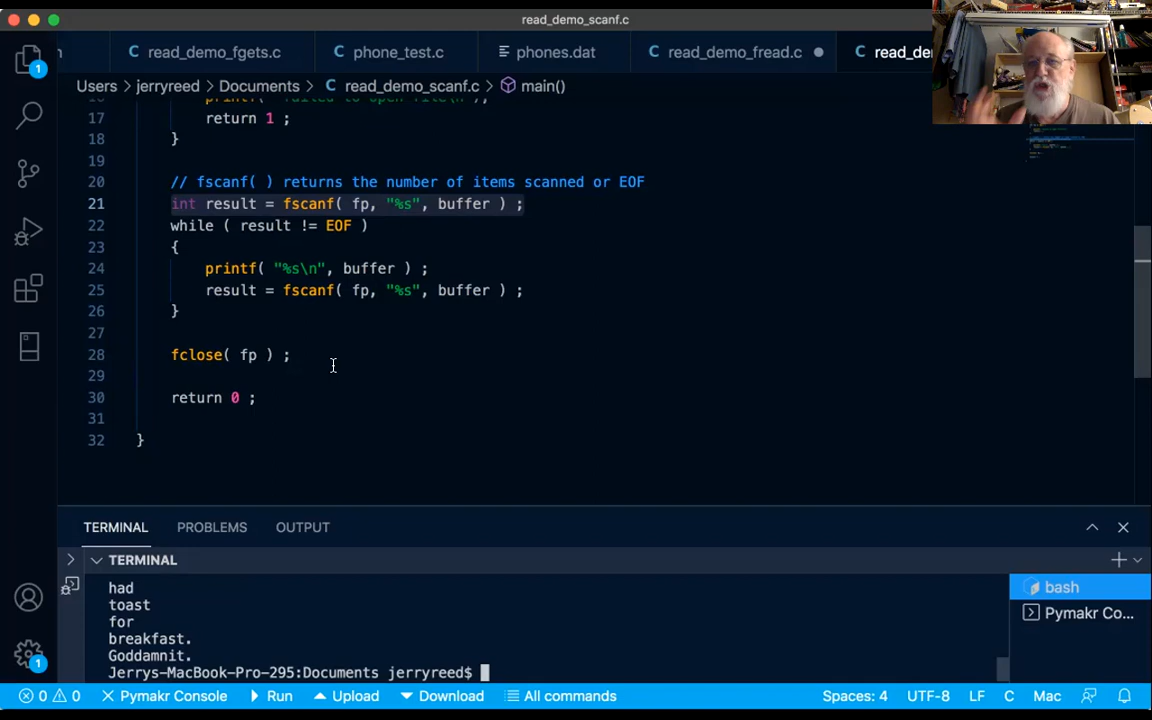 read_demo_scanf.c
read_demo_fgets.c
phone_test.c
phones.dat
read_demo_fread.c
Users > jerryreed > Documents > C read_demo_scanf.c > main()
17 return 1 ;
18 }
19
20 // fscanf( ) returns the number of items scanned or EOF
21 int result = fscanf( fp, "%s", buffer ) ;
22 while ( result != EOF )
23 {
24 printf( "%s\n", buffer ) ;
25 result = fscanf( fp, "%s", buffer ) ;
26 }
27
28 fclose( fp ) ;
29
30 return 0 ;
31
32 }
TERMINAL PROBLEMS OUTPUT
TERMINAL
had
toast
for
breakfast.
Goddamnit.
Jerrys-MacBook-Pro-295:Documents jerryreed$
bash
Pymakr Co...
0 0 Pymakr Console Run Upload Download All commands Spaces: 4 UTF-8 LF C Mac